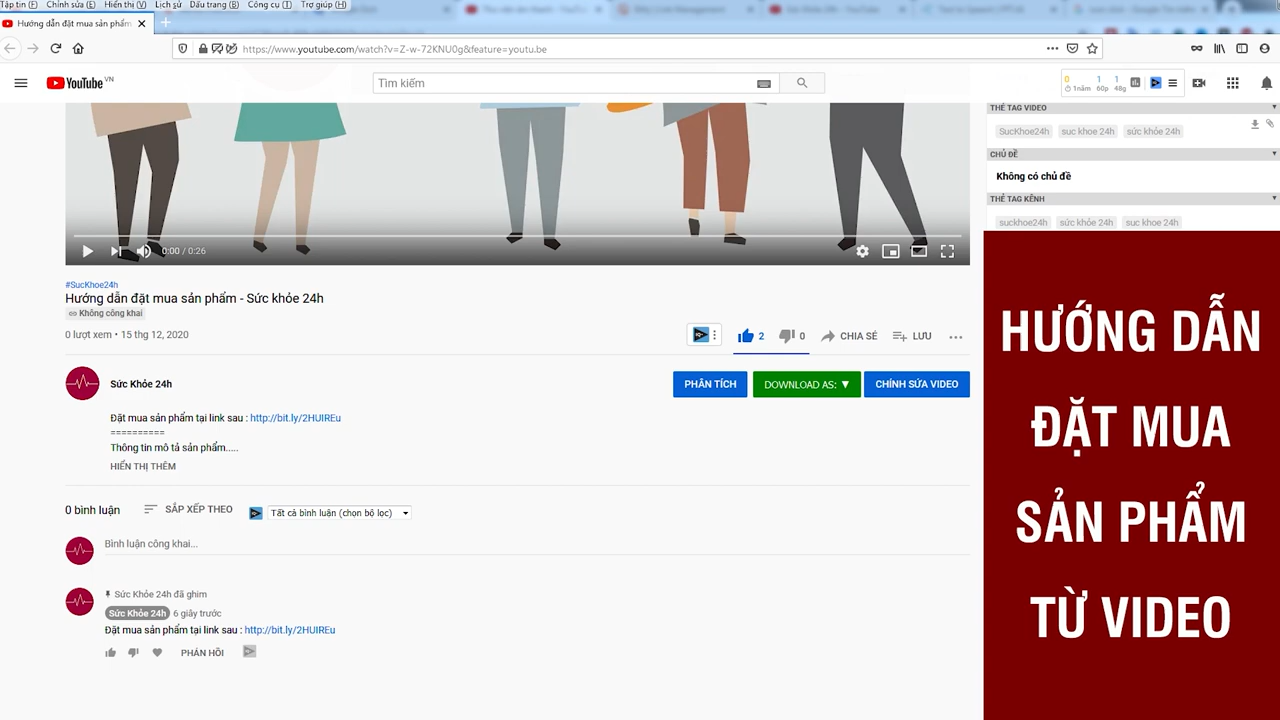 Tập tin (F) Chỉnh sửa (E) Hiển thị (V) Lịch sử Dấu trang (B) Công cụ (T) Trợ giúp (H)
Hướng dẫn đặt mua sản phẩm
https://www.youtube.com/watch?v=Z-w-72KNU0g&feature=youtu.be
YouTube VN
Tìm kiếm
0 1 1
1năm 60p 48g
THẺ TAG VIDEO
SucKhoe24h suc khoe 24h sức khỏe 24h
CHỦ ĐỀ
Không có chủ đề
THẺ TAG KÊNH
suckhoe24h sức khỏe 24h suc khoe 24h
0:00 / 0:26
#SucKhoe24h
Hướng dẫn đặt mua sản phẩm - Sức khỏe 24h
Không công khai
0 lượt xem • 15 thg 12, 2020
2 0 CHIA SẺ LƯU
Sức Khỏe 24h
PHÂN TÍCH DOWNLOAD AS: ▼ CHỈNH SỬA VIDEO
Đặt mua sản phẩm tại link sau : http://bit.ly/2HUIREu
==========
Thông tin mô tả sản phẩm.....
HIỂN THỊ THÊM
0 bình luận SẮP XẾP THEO Tất cả bình luận (chọn bộ lọc)
Bình luận công khai...
Sức Khỏe 24h đã ghim
Sức Khỏe 24h 6 giây trước
Đặt mua sản phẩm tại link sau : http://bit.ly/2HUIREu
PHẢN HỒI
HƯỚNG DẪN
ĐẶT MUA
SẢN PHẨM
TỪ VIDEO